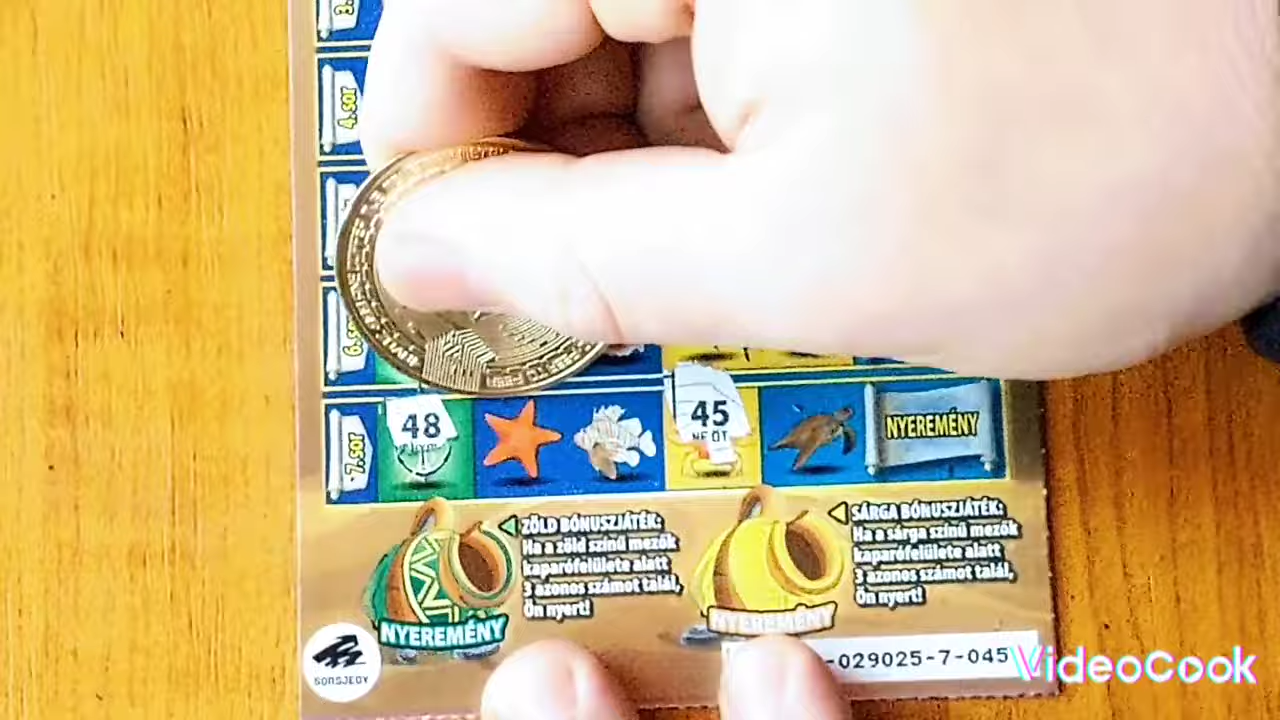 3.
4.sor
6.s
7.sor
48
45
NYEREMÉNY
ZÖLD BÓNUSZJÁTÉK:
Ha a zöld színű mezők
kaparófelülete alatt
3 azonos számot talál,
Ön nyert!
NYEREMÉNY
SÁRGA BÓNUSZJÁTÉK:
Ha a sárga színű mezők
kaparófelülete alatt
3 azonos számot talál,
Ön nyert!
NYEREMÉNY
SORSJEGY
-029025-7-045
VideoCook